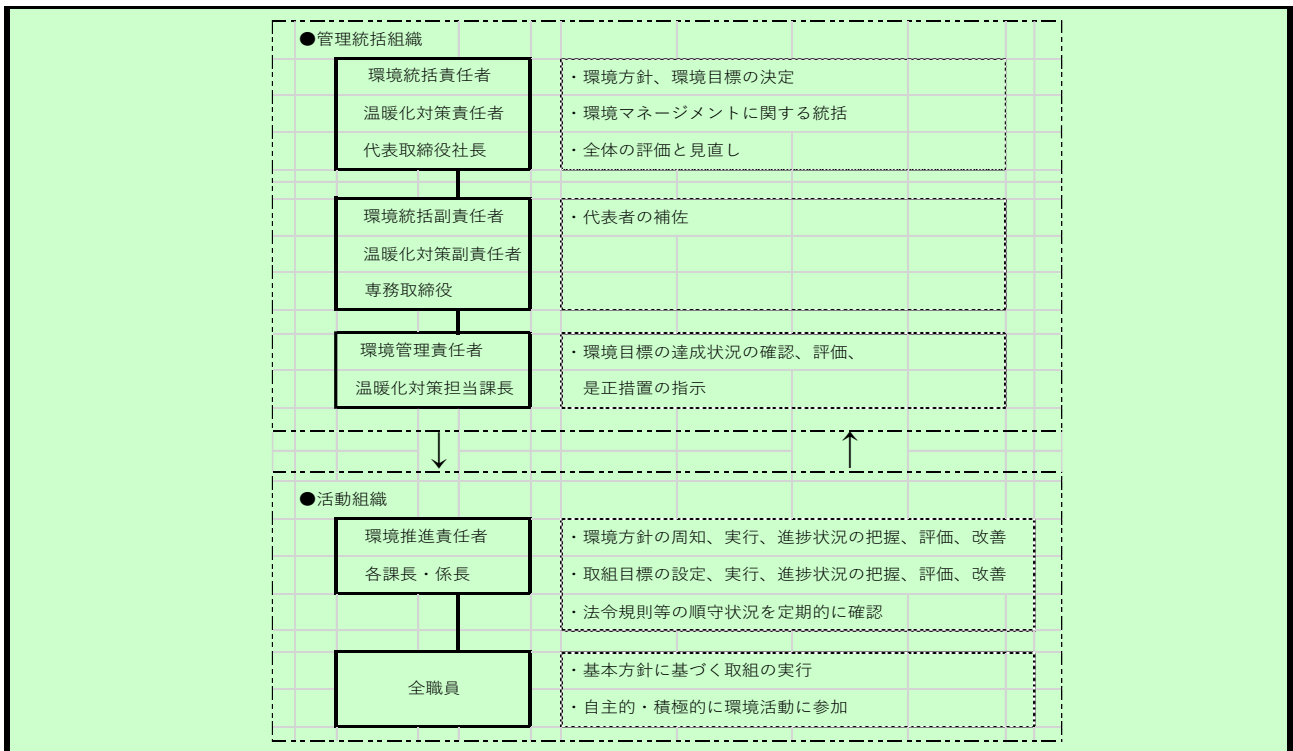 ●管理統括組織
環境統括責任者
温暖化対策責任者
代表取締役社長
・環境方針、環境目標の決定
・環境マネージメントに関する統括
・全体の評価と見直し
環境統括副責任者
温暖化対策副責任者
専務取締役
・代表者の補佐
環境管理責任者
温暖化対策担当課長
・環境目標の達成状況の確認、評価、
是正措置の指示
●活動組織
環境推進責任者
各課長・係長
・環境方針の周知、実行、進捗状況の把握、評価、改善
・取組目標の設定、実行、進捗状況の把握、評価、改善
・法令規則等の順守状況を定期的に確認
全職員
・基本方針に基づく取組の実行
・自主的・積極的に環境活動に参加